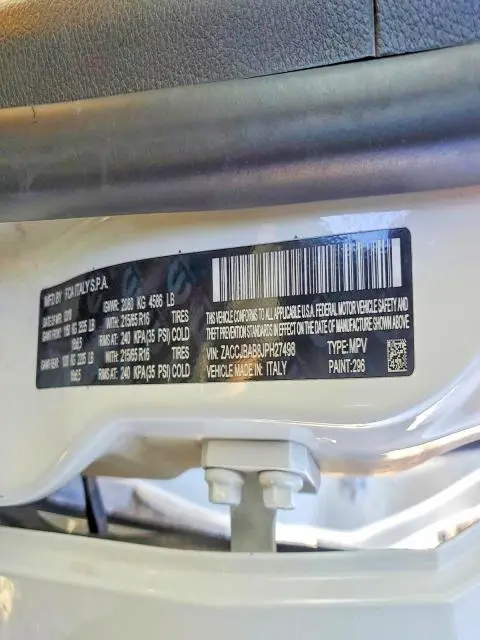 MFD BY FCA ITALY S.P.A.
GVWR: 2080 KG 4586 LB
WITH: 215/65 R16 TIRES
RIMS AT: 240 KPA(35 PSI) COLD
WITH: 215/65 R16 TIRES
RIMS AT: 240 KPA(35 PSI) COLD
THIS VEHICLE CONFORMS TO ALL APPLICABLE U.S.A. FEDERAL MOTOR VEHICLE SAFETY
AND THEFT PREVENTION STANDARDS IN EFFECT ON THE DATE OF MANUFACTURE SHOWN ABOVE.
VIN: ZACCJBAB8JPH27498 TYPE: MPV
VEHICLE MADE IN: ITALY PAINT: 296